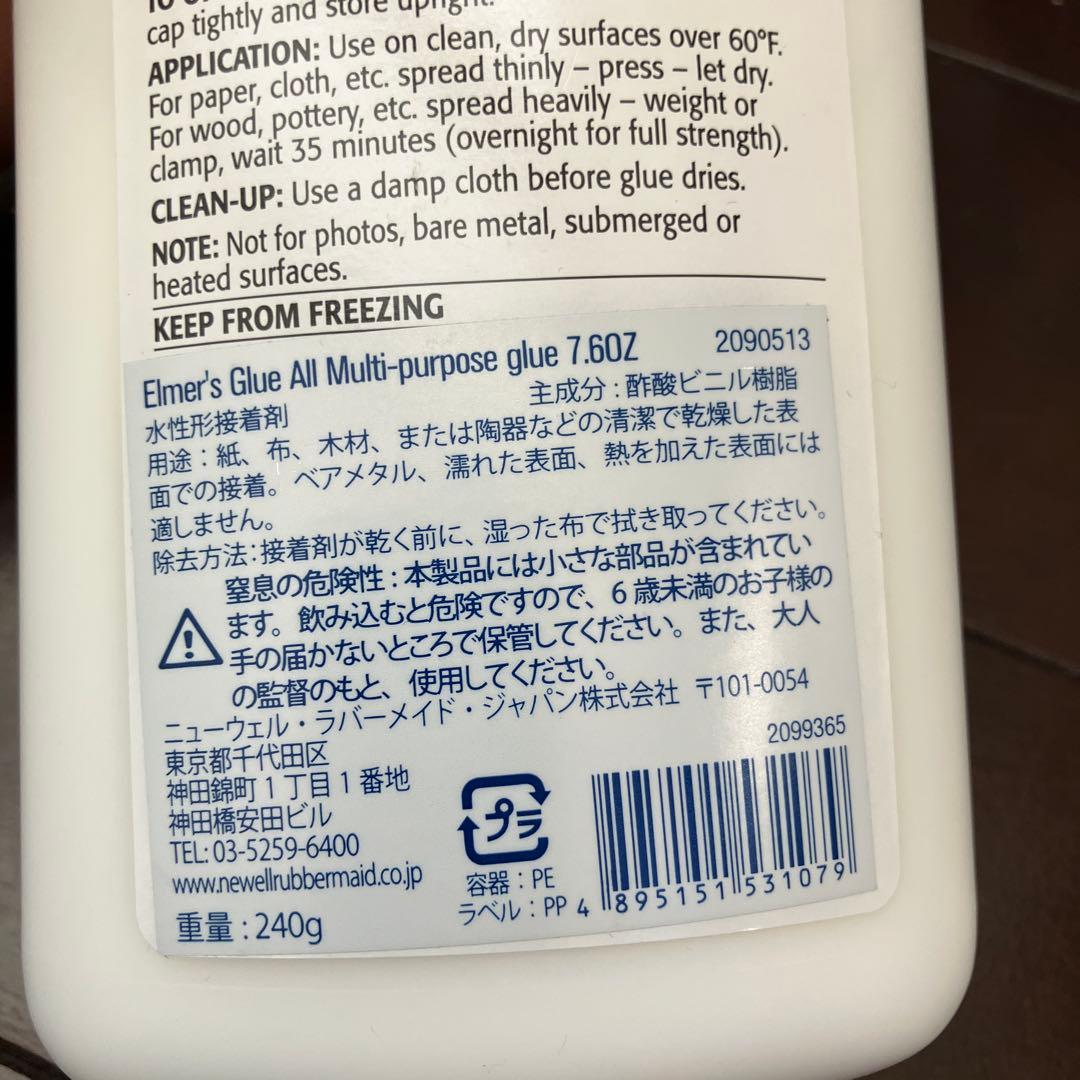 cap tightly and store upright.
APPLICATION: Use on clean, dry surfaces over 60°F.
For paper, cloth, etc. spread thinly – press – let dry.
For wood, pottery, etc. spread heavily – weight or
clamp, wait 35 minutes (overnight for full strength).
CLEAN-UP: Use a damp cloth before glue dries.
NOTE: Not for photos, bare metal, submerged or
heated surfaces.
KEEP FROM FREEZING
Elmer's Glue All Multi-purpose glue 7.6OZ 2090513
水性形接着剤 主成分：酢酸ビニル樹脂
用途：紙、布、木材、または陶器などの清潔で乾燥した表
面での接着。ベアメタル、濡れた表面、熱を加えた表面には
適しません。
除去方法：接着剤が乾く前に、湿った布で拭き取ってください。
窒息の危険性：本製品には小さな部品が含まれてい
ます。飲み込むと危険ですので、6歳未満のお子様の
手の届かないところで保管してください。また、大人
の監督のもと、使用してください。
ニューウェル・ラバーメイド・ジャパン株式会社 〒101-0054
東京都千代田区
神田錦町1丁目1番地
神田橋安田ビル
TEL: 03-5259-6400
www.newellrubbermaid.co.jp
重量：240g
プラ
容器：PE
ラベル：PP
2099365
4 895151 531079